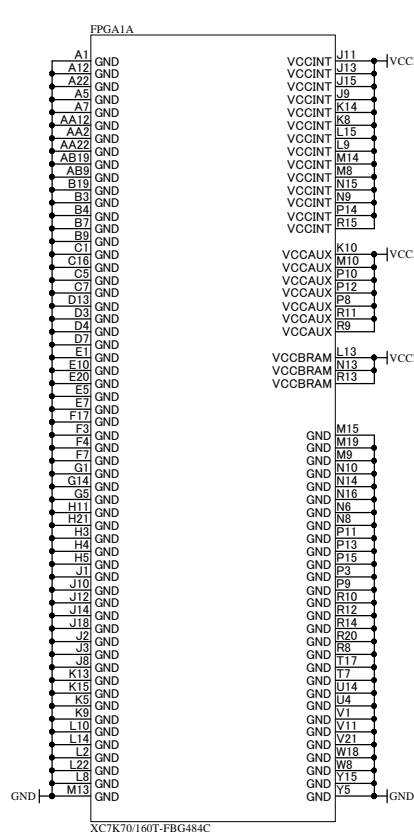 FPGA1A
A1 GND
A12 GND
A22 GND
A5 GND
A7 GND
AA12 GND
AA2 GND
AA22 GND
AB19 GND
AB9 GND
B19 GND
B3 GND
B4 GND
B7 GND
B9 GND
C1 GND
C16 GND
C5 GND
C7 GND
D13 GND
D3 GND
D4 GND
D7 GND
E1 GND
E10 GND
E20 GND
E5 GND
E7 GND
F17 GND
F3 GND
F4 GND
F7 GND
G1 GND
G14 GND
G5 GND
H11 GND
H21 GND
H3 GND
H4 GND
H5 GND
J1 GND
J10 GND
J12 GND
J14 GND
J18 GND
J2 GND
J3 GND
J8 GND
K13 GND
K15 GND
K5 GND
K9 GND
L10 GND
L14 GND
L2 GND
L22 GND
L8 GND
GND M13 GND
VCCINT J11
VCCINT J13
VCCINT J15
VCCINT J9
VCCINT K14
VCCINT K8
VCCINT L15
VCCINT L9
VCCINT M14
VCCINT M8
VCCINT N15
VCCINT N9
VCCINT P14
VCCINT R15
VCCAUX K10
VCCAUX M10
VCCAUX P10
VCCAUX P12
VCCAUX P8
VCCAUX R11
VCCAUX R9
VCCBRAM L13 VCC
VCCBRAM N13
VCCBRAM R13
GND M15
GND M19
GND M9
GND N10
GND N14
GND N16
GND N6
GND N8
GND P11
GND P13
GND P15
GND P3
GND P9
GND R10
GND R12
GND R14
GND R20
GND R8
GND T17
GND T7
GND U14
GND U4
GND V1
GND V11
GND V21
GND W18
GND W8
GND Y15
GND Y5 GND
XC7K70/160T-FBG484C